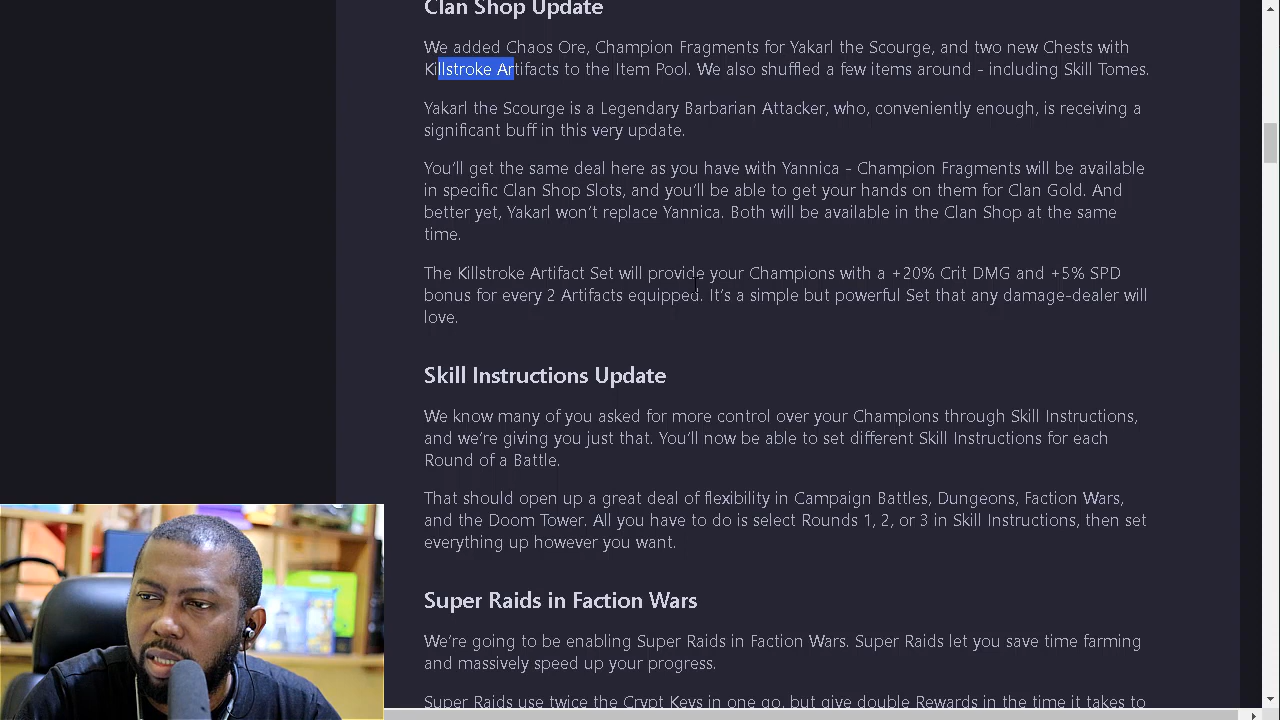 Clan Shop Update
We added Chaos Ore, Champion Fragments for Yakarl the Scourge, and two new Chests with
Killstroke Artifacts to the Item Pool. We also shuffled a few items around - including Skill Tomes.
Yakarl the Scourge is a Legendary Barbarian Attacker, who, conveniently enough, is receiving a
significant buff in this very update.
You'll get the same deal here as you have with Yannica - Champion Fragments will be available
in specific Clan Shop Slots, and you'll be able to get your hands on them for Clan Gold. And
better yet, Yakarl won't replace Yannica. Both will be available in the Clan Shop at the same
time.
The Killstroke Artifact Set will provide your Champions with a +20% Crit DMG and +5% SPD
bonus for every 2 Artifacts equipped. It's a simple but powerful Set that any damage-dealer will
love.
Skill Instructions Update
We know many of you asked for more control over your Champions through Skill Instructions,
and we're giving you just that. You'll now be able to set different Skill Instructions for each
Round of a Battle.
That should open up a great deal of flexibility in Campaign Battles, Dungeons, Faction Wars,
and the Doom Tower. All you have to do is select Rounds 1, 2, or 3 in Skill Instructions, then set
everything up however you want.
Super Raids in Faction Wars
We're going to be enabling Super Raids in Faction Wars. Super Raids let you save time farming
and massively speed up your progress.
Super Raids use twice the Crypt Keys in one go, but give double Rewards in the time it takes to